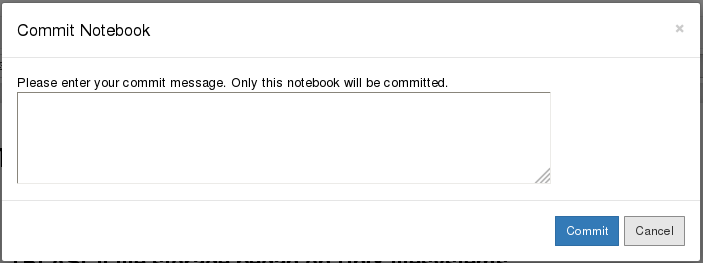 Commit Notebook
×
Please enter your commit message. Only this notebook will be committed.
Commit
Cancel